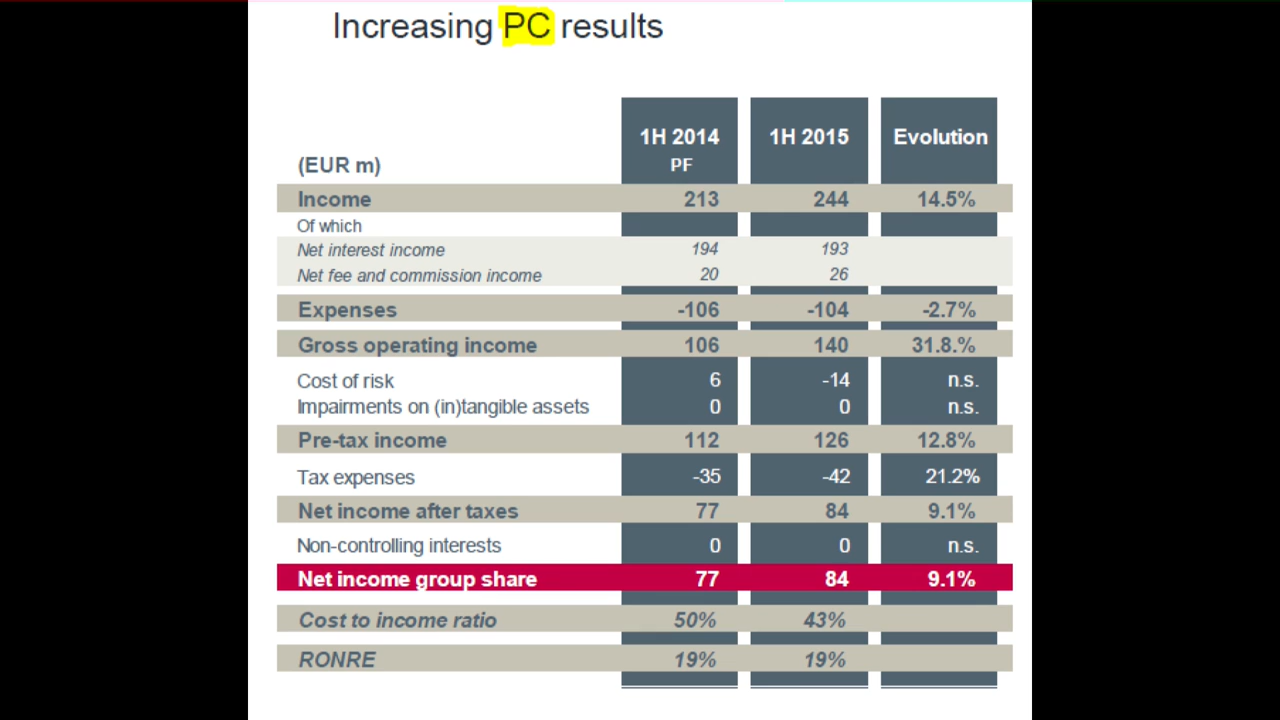 Increasing PC results
1H 2014 1H 2015 Evolution
(EUR m) PF
Income 213 244 14.5%
Of which
Net interest income 194 193
Net fee and commission income 20 26
Expenses -106 -104 -2.7%
Gross operating income 106 140 31.8.%
Cost of risk 6 -14 n.s.
Impairments on (in)tangible assets 0 0 n.s.
Pre-tax income 112 126 12.8%
Tax expenses -35 -42 21.2%
Net income after taxes 77 84 9.1%
Non-controlling interests 0 0 n.s.
Net income group share 77 84 9.1%
Cost to income ratio 50% 43%
RONRE 19% 19%